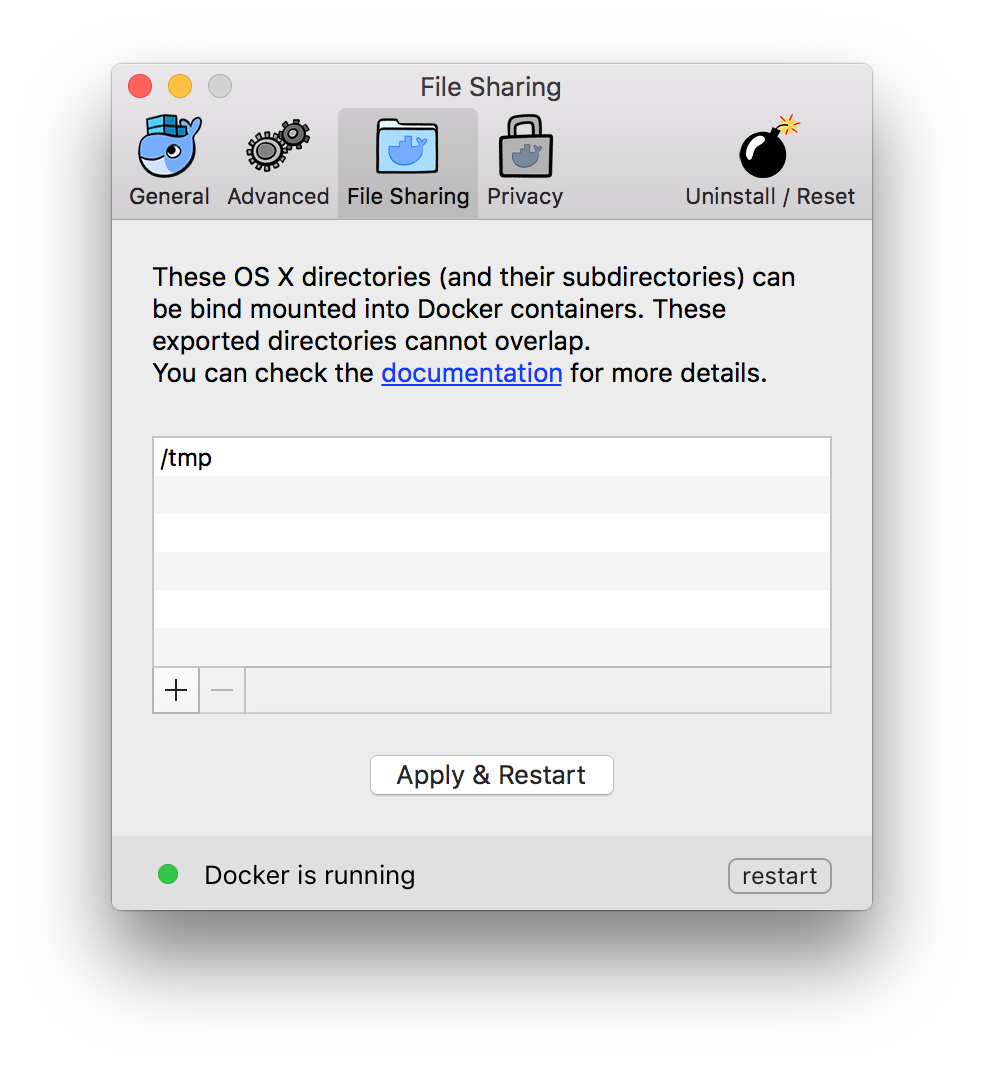 File Sharing
General
Advanced
File Sharing
Privacy
Uninstall / Reset
These OS X directories (and their subdirectories) can
be bind mounted into Docker containers. These
exported directories cannot overlap.
You can check the documentation for more details.
/tmp
Apply & Restart
Docker is running
restart